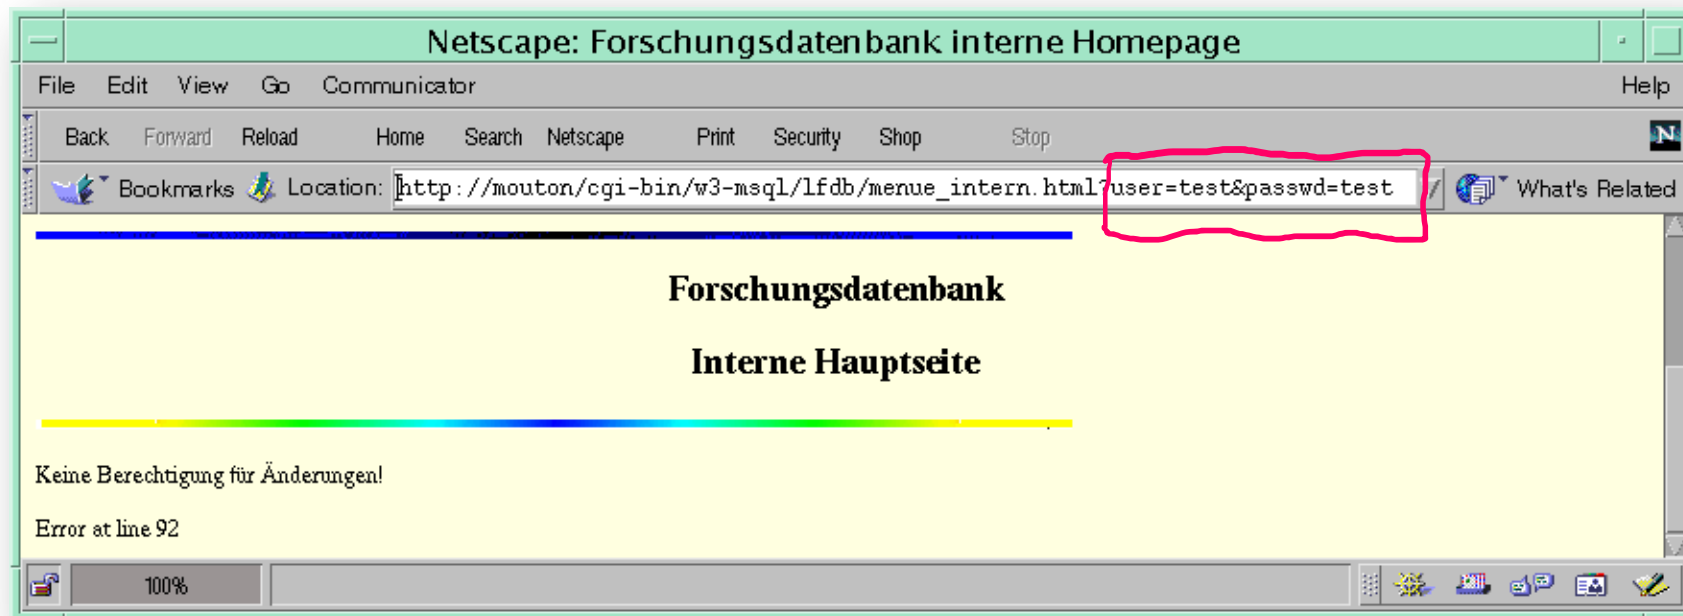 Netscape: Forschungsdatenbank interne Homepage
File Edit View Go Communicator Help
Back Forward Reload Home Search Netscape Print Security Shop Stop N
Bookmarks Location: http://mouton/cgi-bin/w3-msql/lfdb/menue_intern.html?user=test&passwd=test What's Related
Forschungsdatenbank
Interne Hauptseite
Keine Berechtigung für Änderungen!
Error at line 92
100%